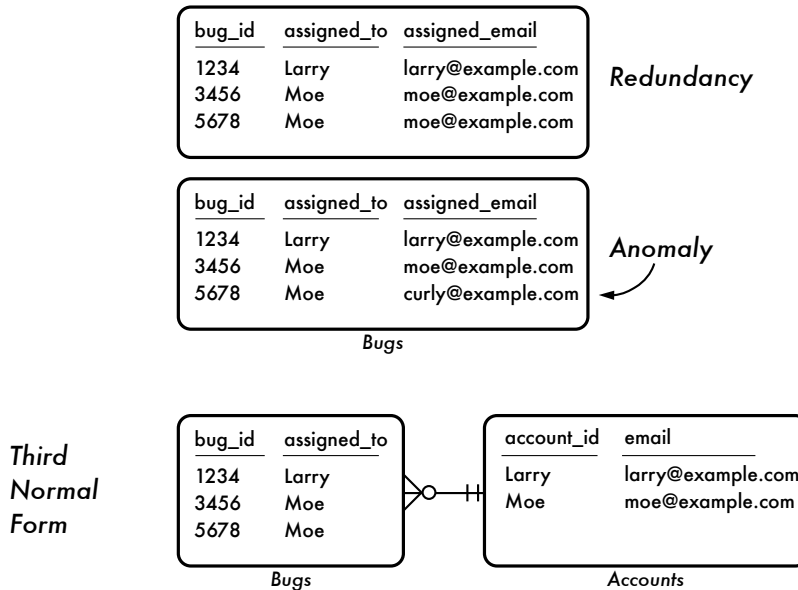 bug_id assigned_to assigned_email
1234 Larry larry@example.com
3456 Moe moe@example.com
5678 Moe moe@example.com
Redundancy
bug_id assigned_to assigned_email
1234 Larry larry@example.com
3456 Moe moe@example.com
5678 Moe curly@example.com
Anomaly
Bugs
Third
Normal
Form
bug_id assigned_to
1234 Larry
3456 Moe
5678 Moe
Bugs
account_id email
Larry larry@example.com
Moe moe@example.com
Accounts